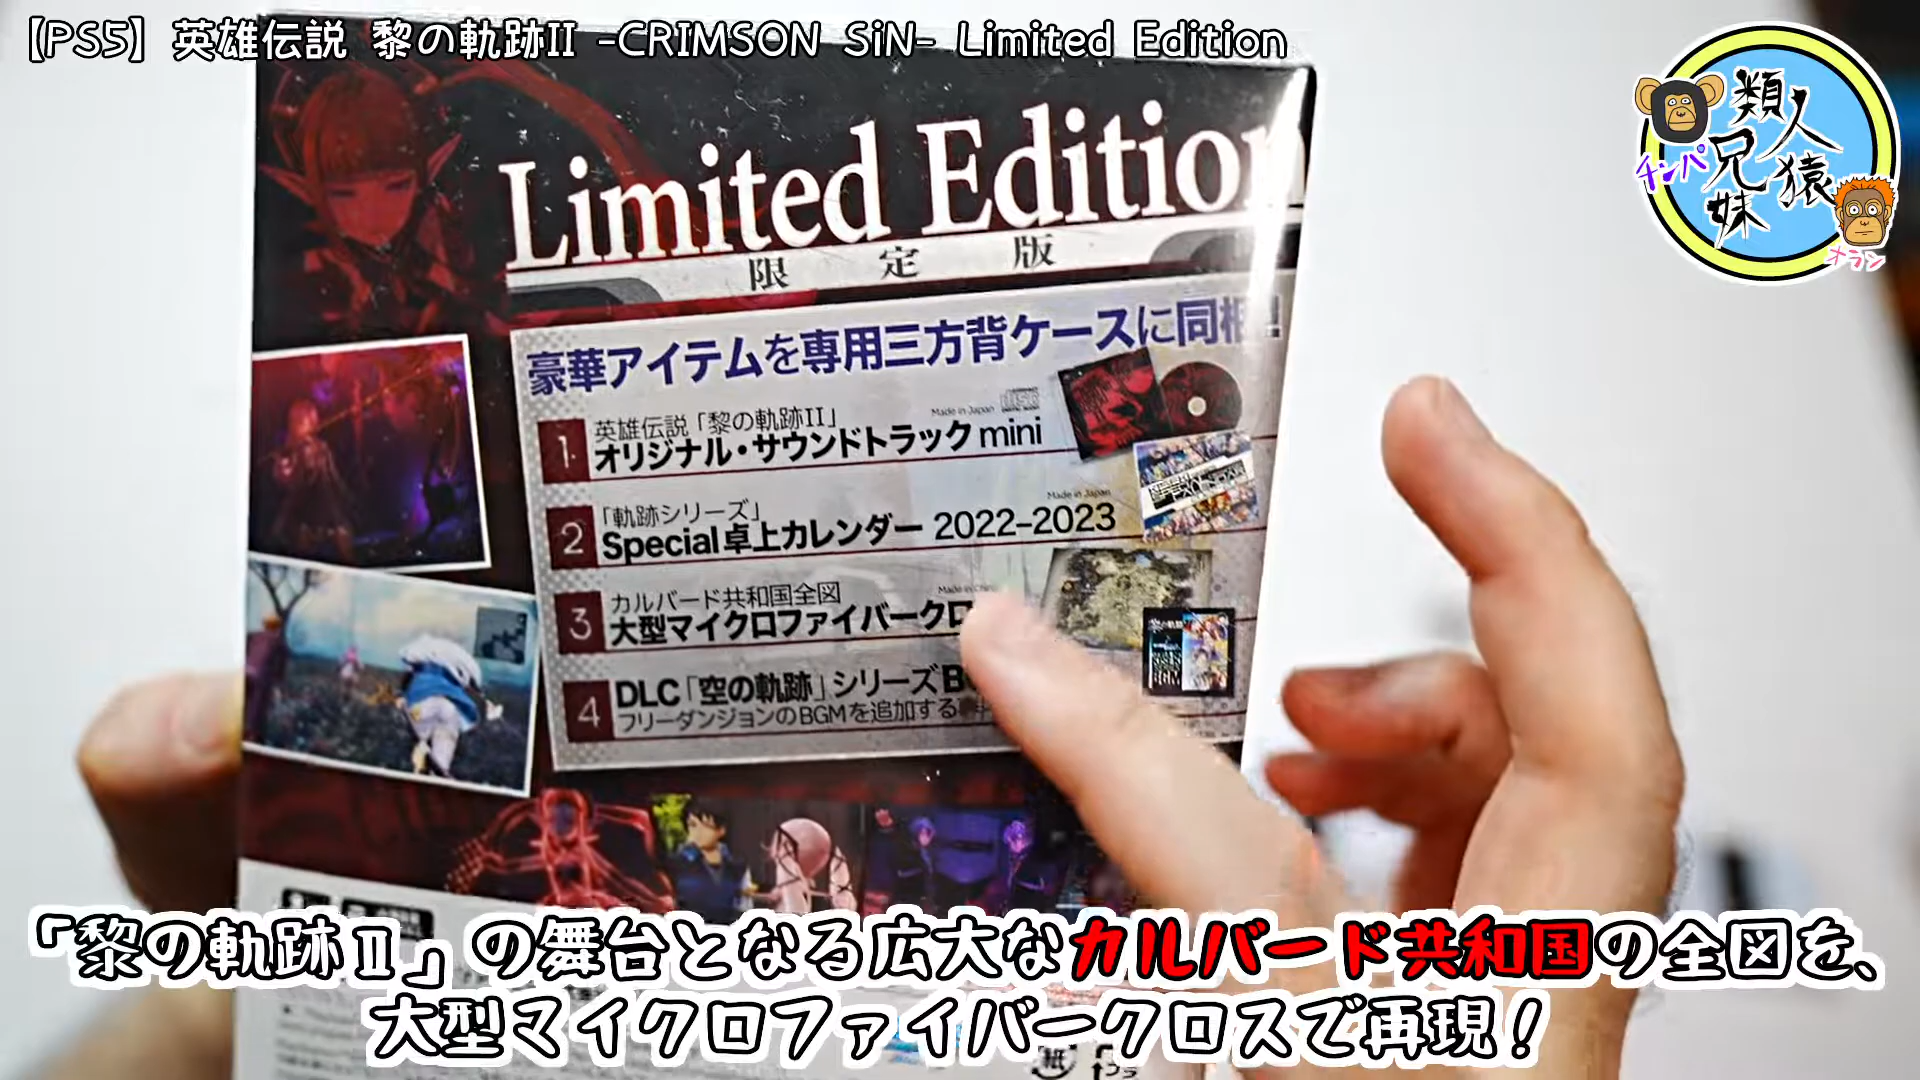 【PS5】英雄伝説 黎の軌跡II -CRIMSON SiN- Limited Edition
類人猿
兄妹
チンパ
オラン
Limited Edition
限定版
豪華アイテムを専用三方背ケースに同梱!
1 英雄伝説「黎の軌跡II」
Made in Japan
オリジナル・サウンドトラック mini
2 「軌跡シリーズ」
Made in Japan
Special卓上カレンダー 2022-2023
3 カルバード共和国全図
Made in
大型マイクロファイバークロ
4 DLC「空の軌跡」シリーズB
フリーダンジョンのBGMを追加する
「黎の軌跡Ⅱ」の舞台となる広大なカルバード共和国の全図を、
大型マイクロファイバークロスで再現!
紙
プラ